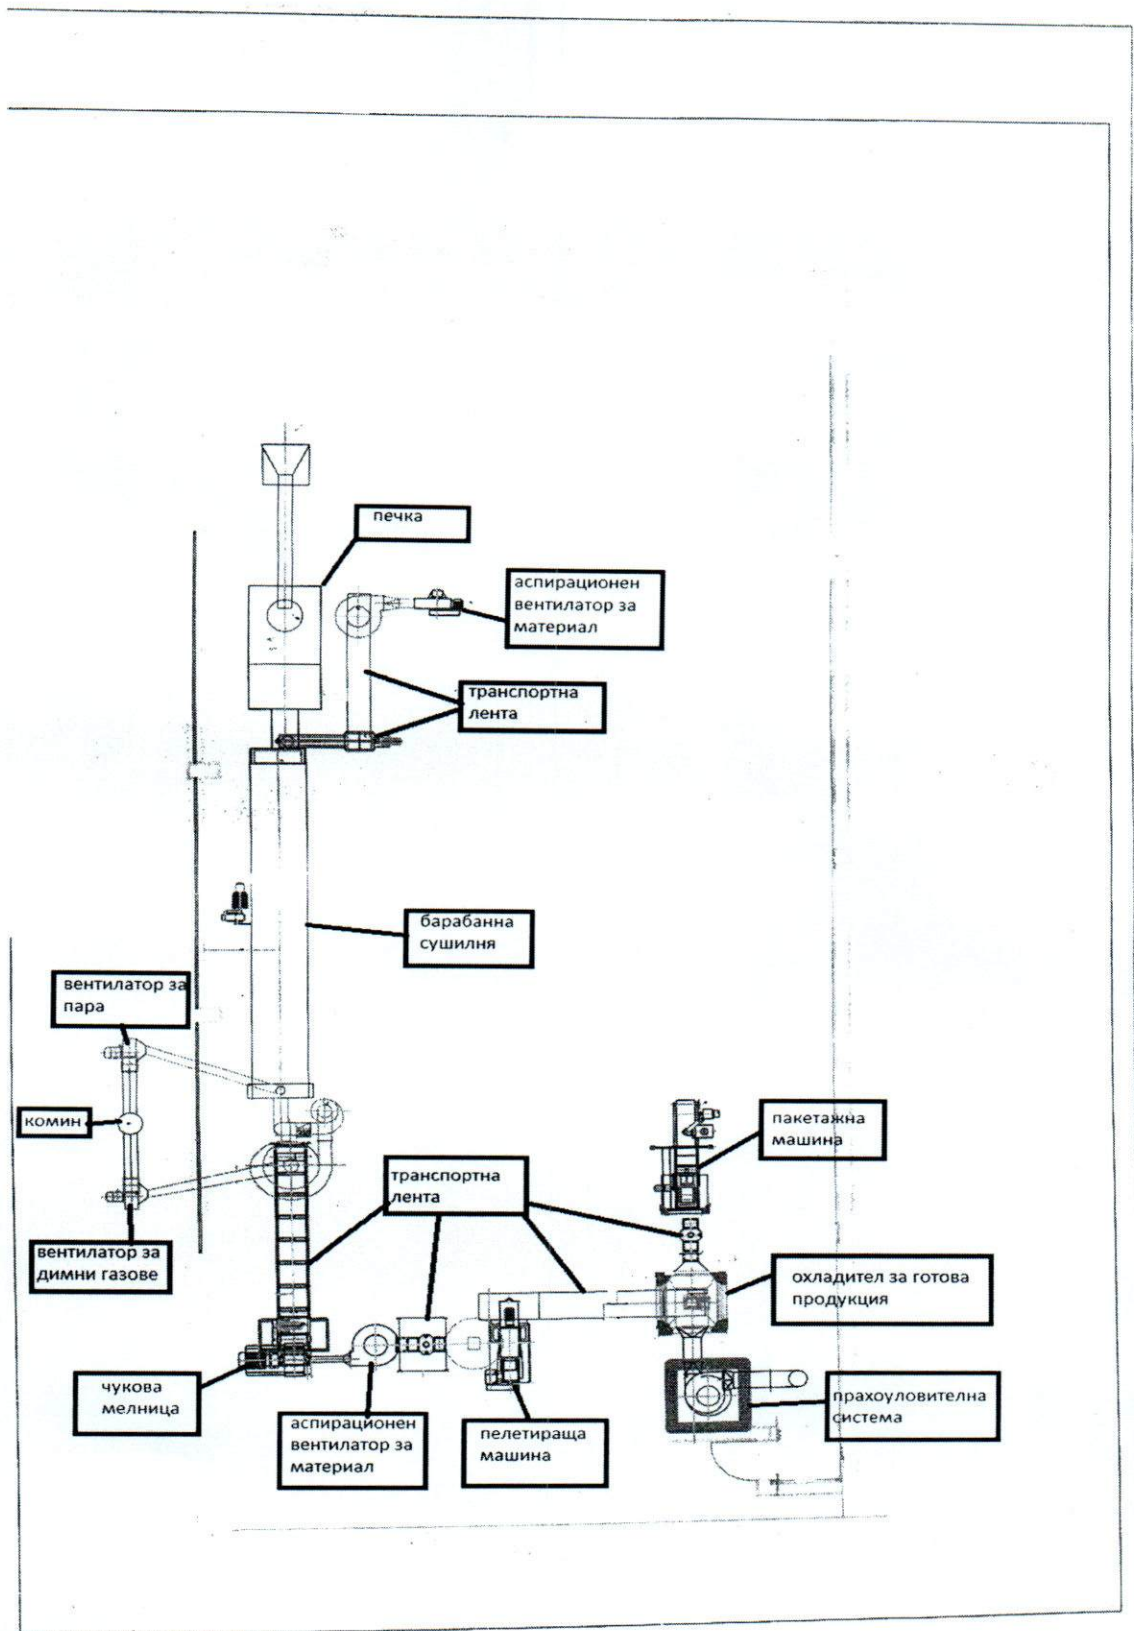 печка
аспирационен
вентилатор за
материал
транспортна
лента
барабанна
сушилня
вентилатор за
пара
комин
пакетажна
машина
транспортна
лента
вентилатор за
димни газове
охладител за готова
продукция
чукова
мелница
аспирационен
вентилатор за
материал
пелетираща
машина
прахоуловителна
система